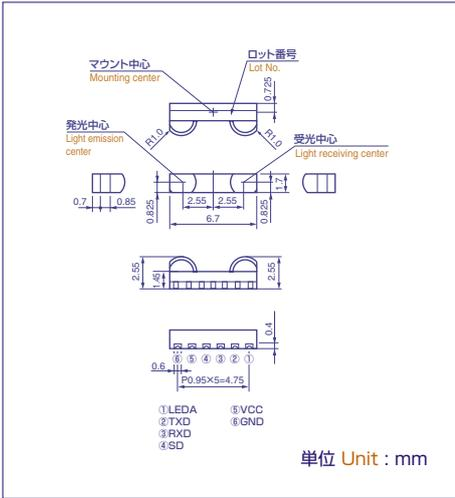 マウント中心
Mounting center
ロット番号
Lot No.
0.725
発光中心
Light emission
center
R1.0
R1.0
受光中心
Light receiving center
0.7
0.85
0.825
2.55
2.55
6.7
0.825
1.7
2.55
1.45
2.55
0.4
⑥ ⑤ ④ ③ ② ①
0.6
P0.95×5=4.75
①LEDA
②TXD
③RXD
④SD
⑤VCC
⑥GND
単位 Unit : mm